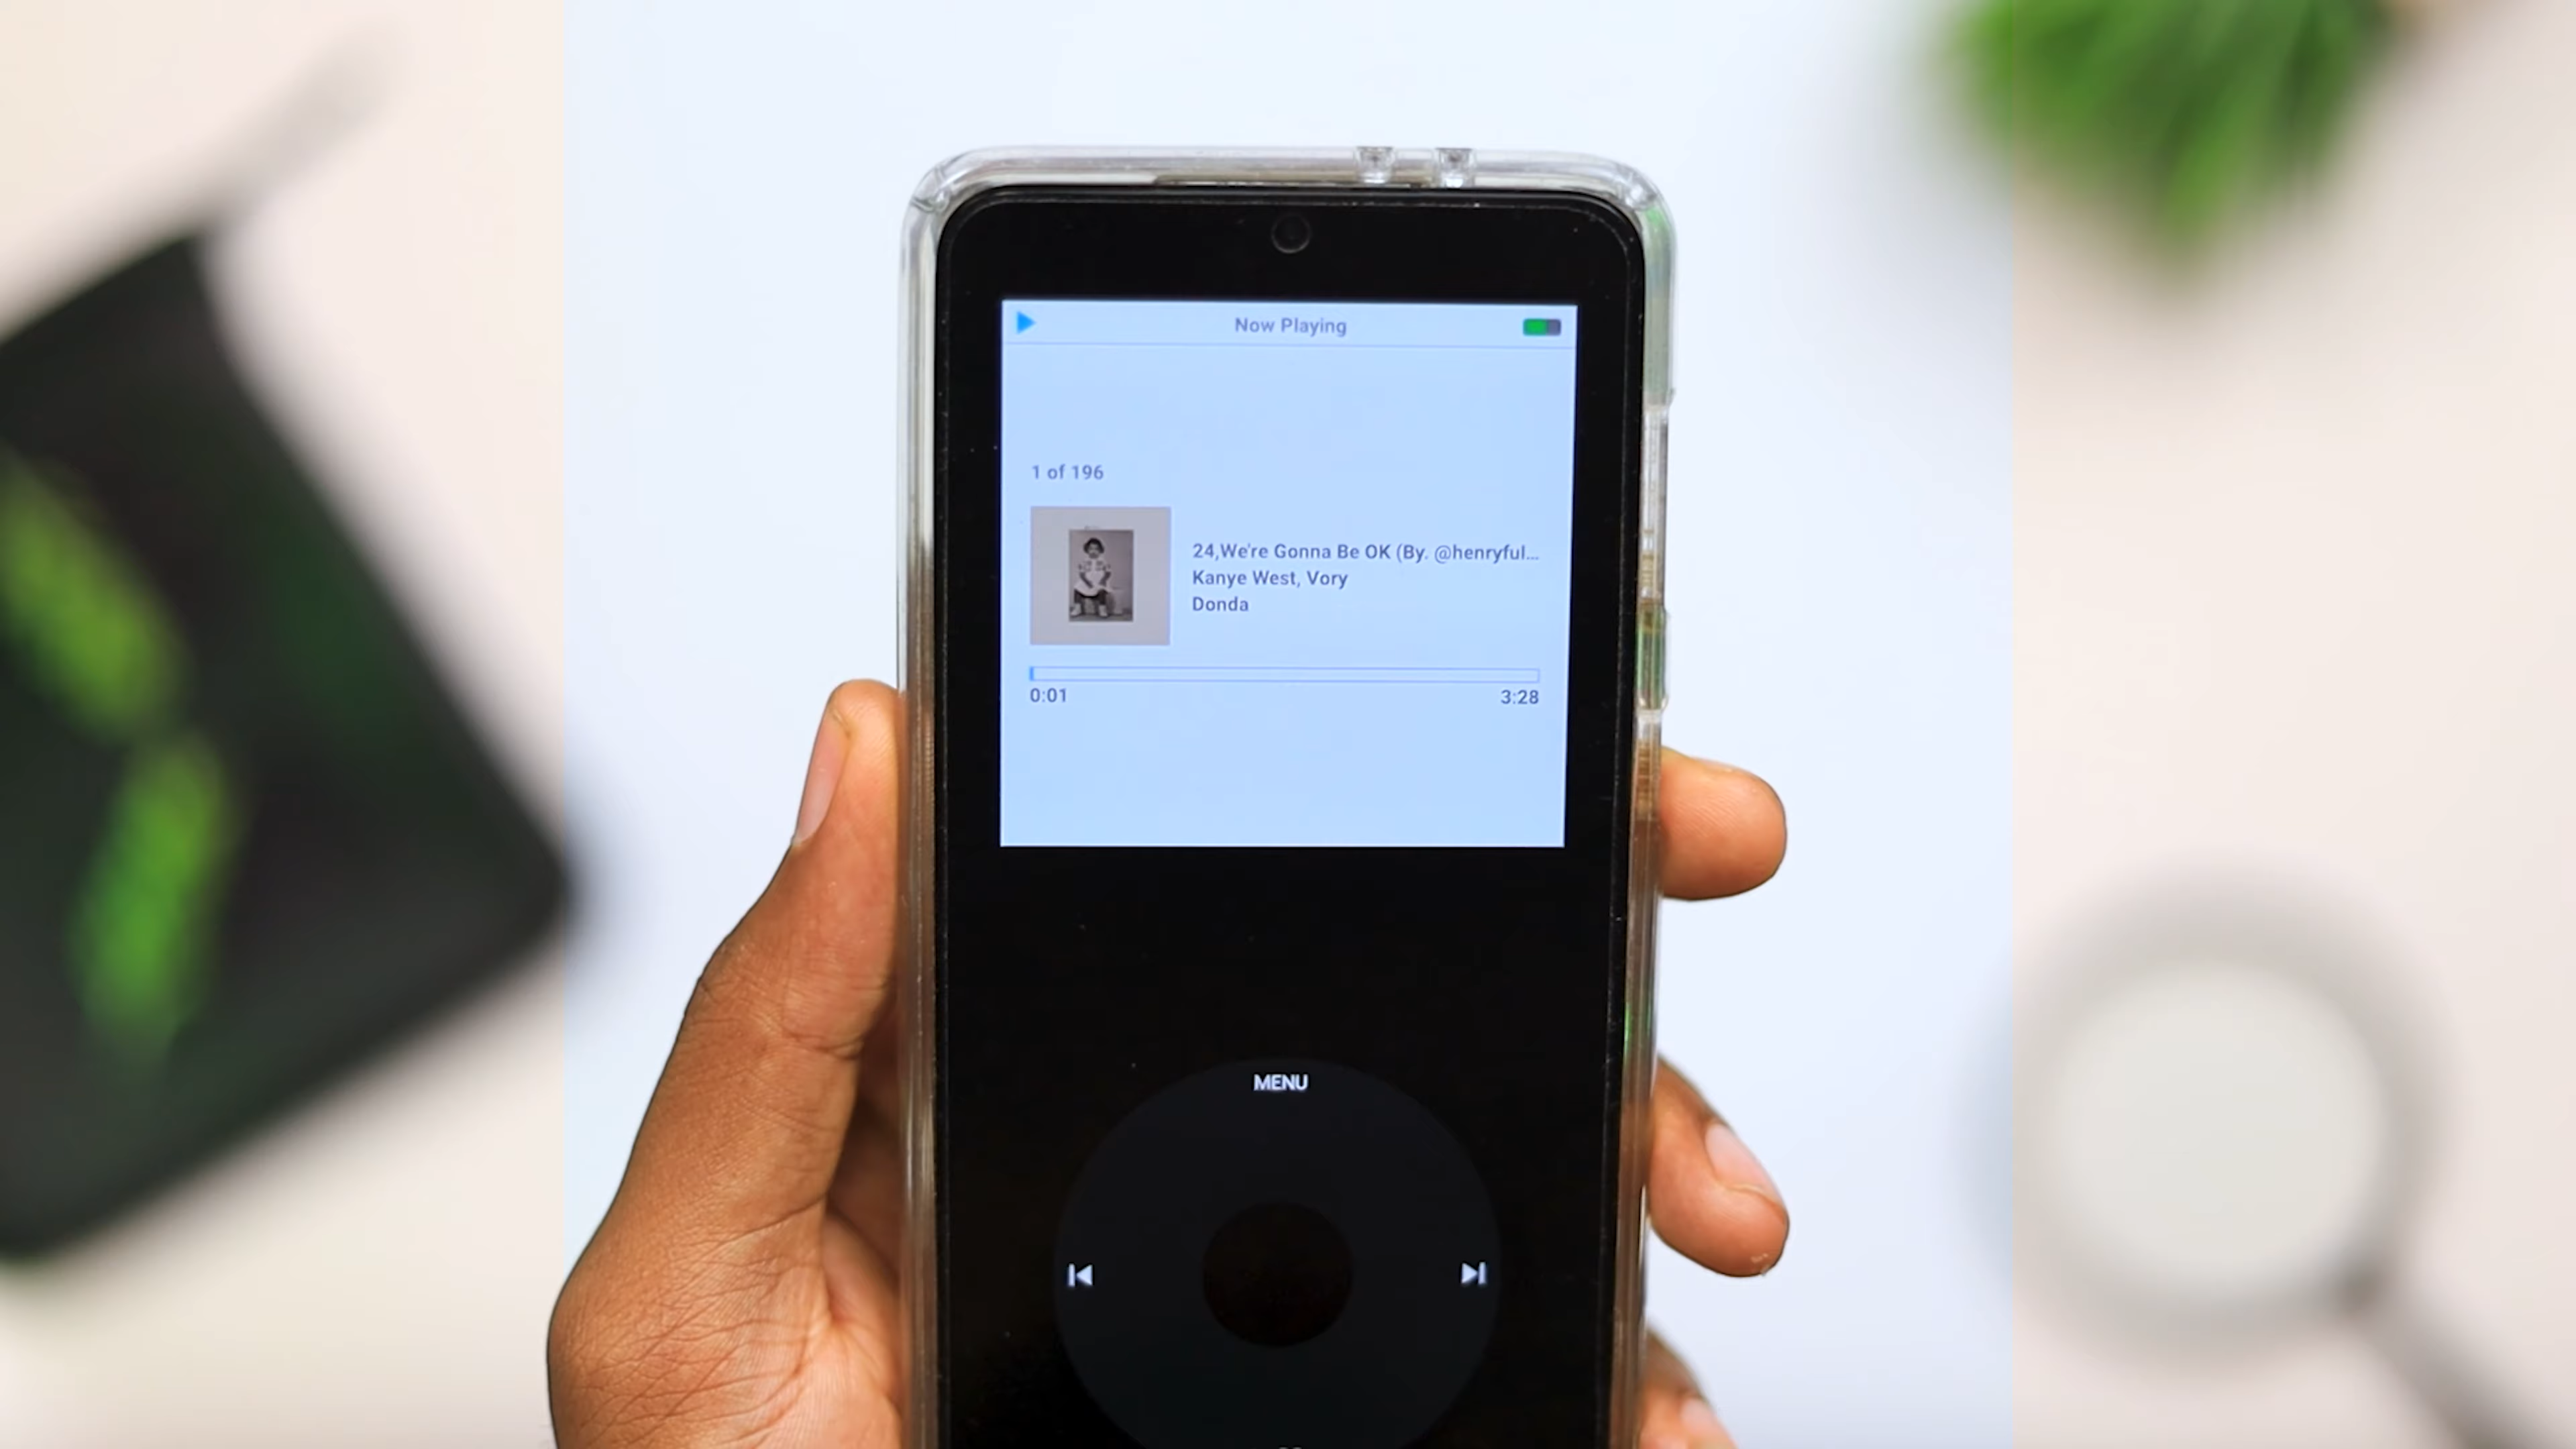 Now Playing
1 of 196
24,We're Gonna Be OK (By. @henryful...
Kanye West, Vory
Donda
0:01
3:28
MENU